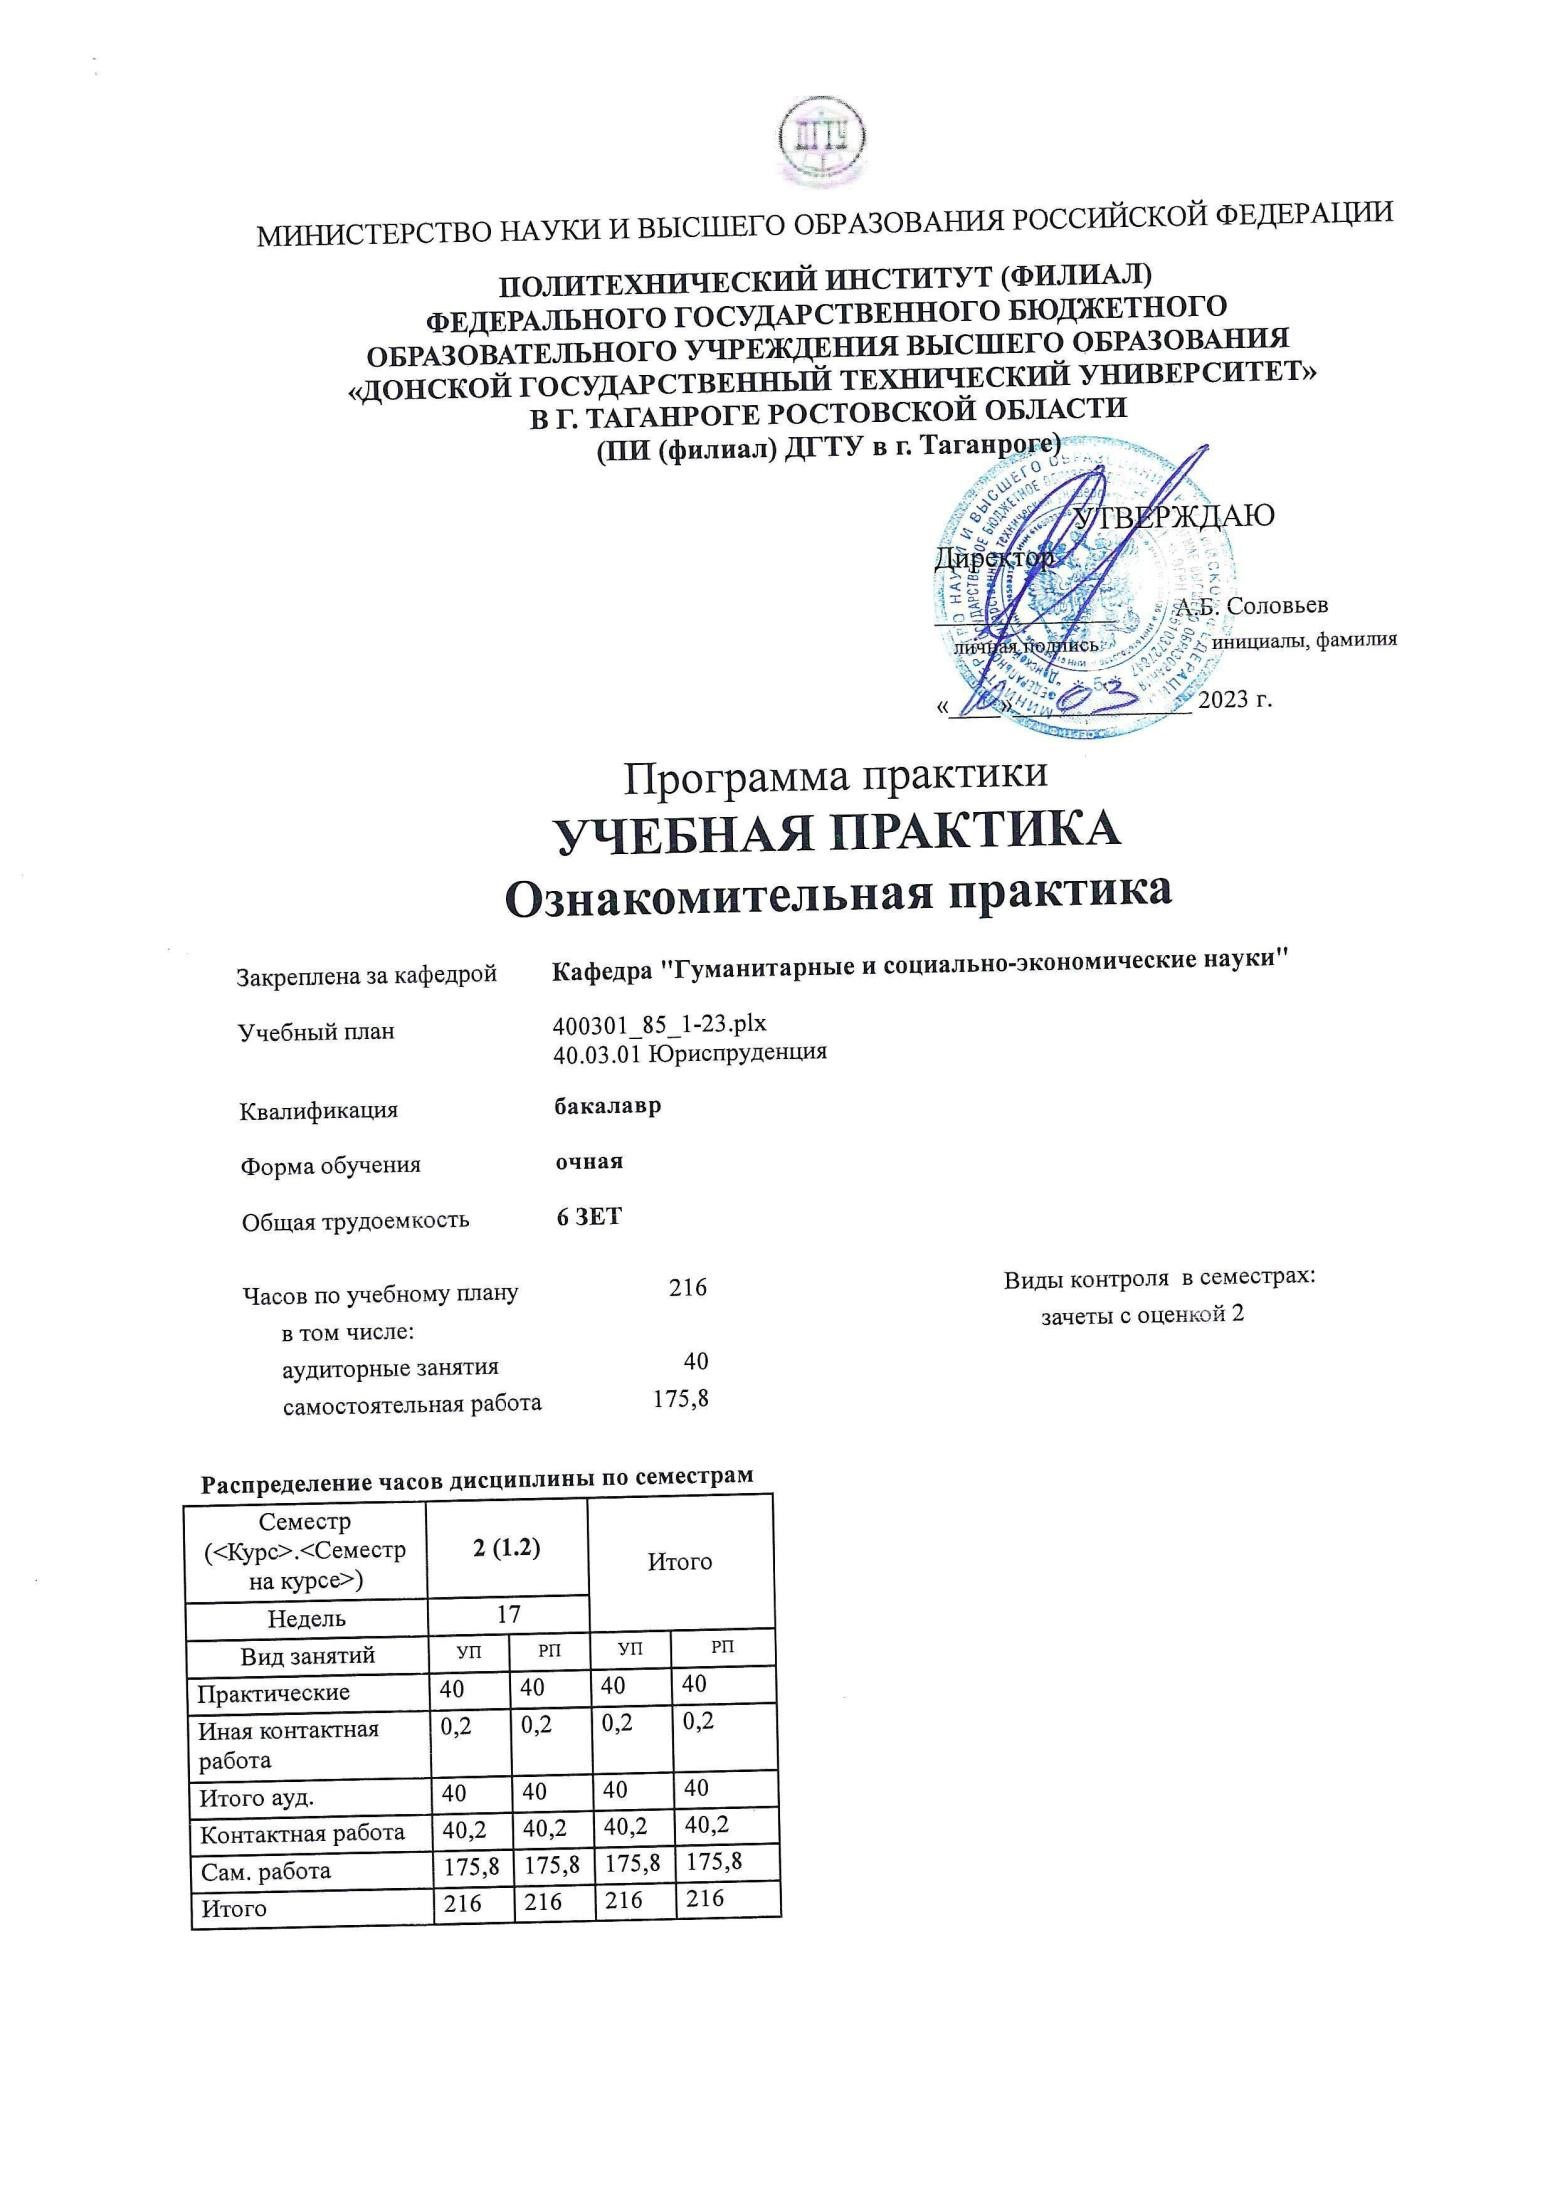 ДГТУ
МИНИСТЕРСТВО НАУКИ И ВЫСШЕГО ОБРАЗОВАНИЯ РОССИЙСКОЙ ФЕДЕРАЦИИ
ПОЛИТЕХНИЧЕСКИЙ ИНСТИТУТ (ФИЛИАЛ)
ФЕДЕРАЛЬНОГО ГОСУДАРСТВЕННОГО БЮДЖЕТНОГО
ОБРАЗОВАТЕЛЬНОГО УЧРЕЖДЕНИЯ ВЫСШЕГО ОБРАЗОВАНИЯ
«ДОНСКОЙ ГОСУДАРСТВЕННЫЙ ТЕХНИЧЕСКИЙ УНИВЕРСИТЕТ»
В Г. ТАГАНРОГЕ РОСТОВСКОЙ ОБЛАСТИ
(ПИ (филиал) ДГТУ в г. Таганроге)
УТВЕРЖДАЮ
Директор
А.Б. Соловьев
личная подпись инициалы, фамилия
«____» 03 2023 г.
Программа практики
УЧЕБНАЯ ПРАКТИКА
Ознакомительная практика
Закреплена за кафедрой Кафедра "Гуманитарные и социально-экономические науки"
Учебный план 400301_85_1-23.plx
40.03.01 Юриспруденция
Квалификация бакалавр
Форма обучения очная
Общая трудоемкость 6 ЗЕТ
Часов по учебному плану 216 Виды контроля в семестрах:
в том числе: зачеты с оценкой 2
аудиторные занятия 40
самостоятельная работа 175,8
Распределение часов дисциплины по семестрам
Семестр
(<Курс>.<Семестр 2 (1.2) Итого
на курсе>)
Недель 17
Вид занятий УП РП УП РП
Практические 40 40 40 40
Иная контактная 0,2 0,2 0,2 0,2
работа
Итого ауд. 40 40 40 40
Контактная работа 40,2 40,2 40,2 40,2
Сам. работа 175,8 175,8 175,8 175,8
Итого 216 216 216 216